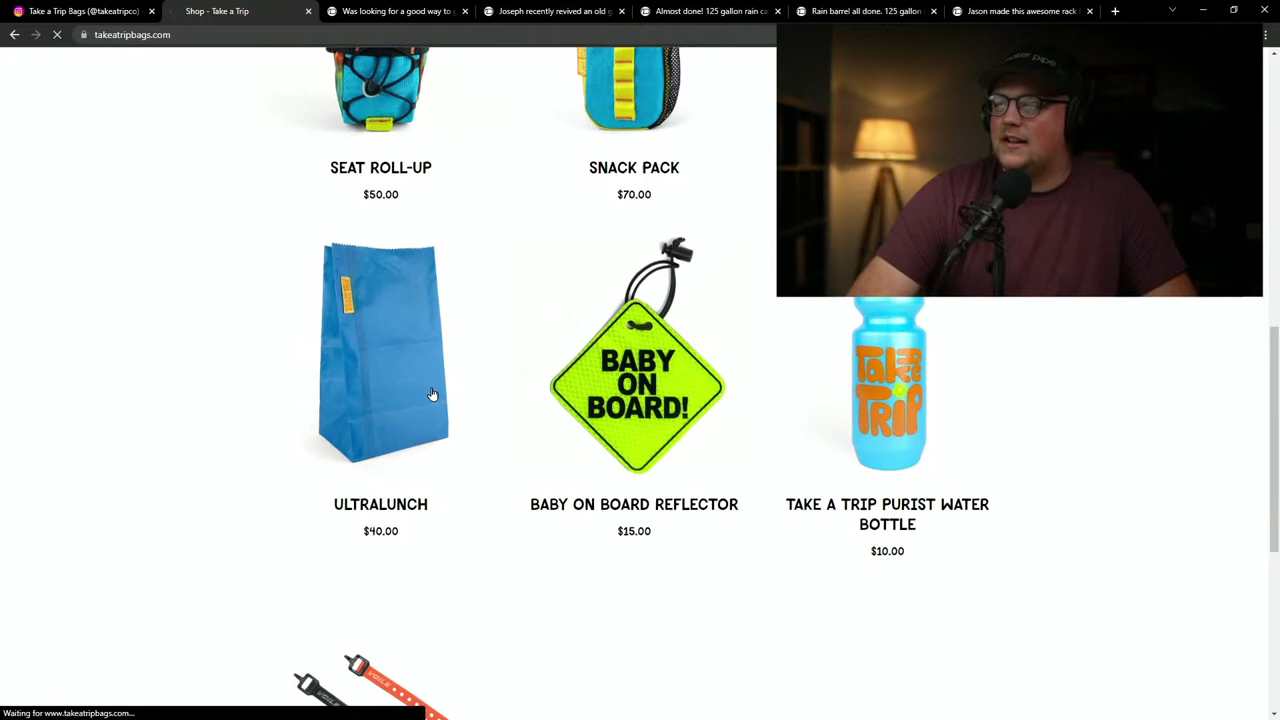 Take a Trip Bags (@takeatripco)
Shop - Take a Trip
Was looking for a good way to g
Joseph recently revived an old g
Almost done! 125 gallon rain ca
Rain barrel all done. 125 gallon
Jason made this awesome rack
takeatripbags.com
SEAT ROLL-UP
SNACK PACK
$50.00
$70.00
BABY
ON
BOARD!
Take
a
TRIP
ULTRALUNCH
BABY ON BOARD REFLECTOR
TAKE A TRIP PURIST WATER
BOTTLE
$40.00
$15.00
$10.00
VOILE
VOILE
Waiting for www.takeatripbags.com...